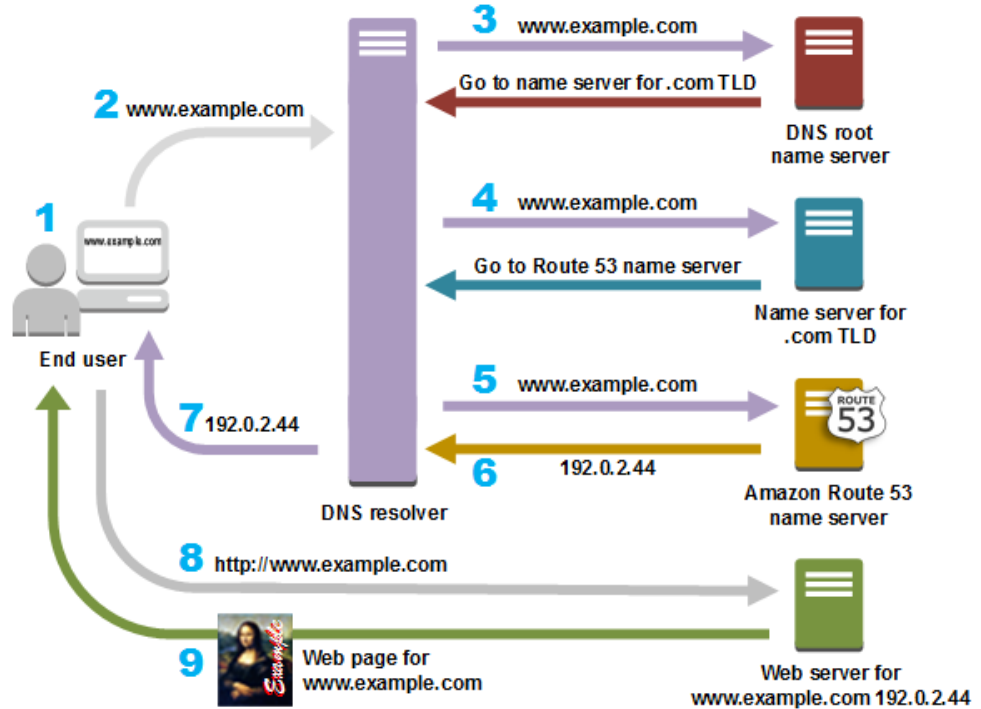 3 www.example.com
Go to name server for .com TLD
DNS root
name server
2 www.example.com
1
www.example.com
End user
4 www.example.com
Go to Route 53 name server
Name server for
.com TLD
5 www.example.com
ROUTE
53
6 192.0.2.44
Amazon Route 53
name server
7 192.0.2.44
DNS resolver
8 http://www.example.com
9
Example
Web page for
www.example.com
Web server for
www.example.com 192.0.2.44